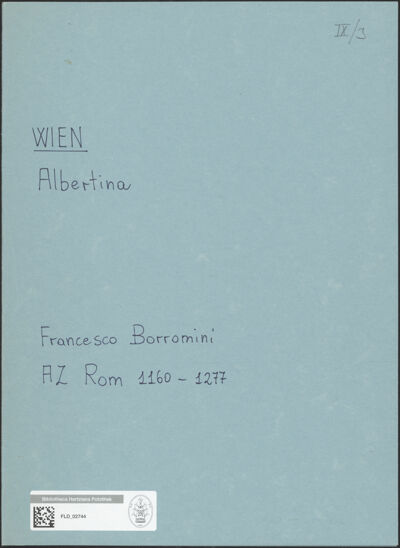 IX/3
WIEN
Albertina
Francesco Borromini
AZ Rom 1160 - 1277
Bibliotheca Hertziana Fotothek
FLD_02744